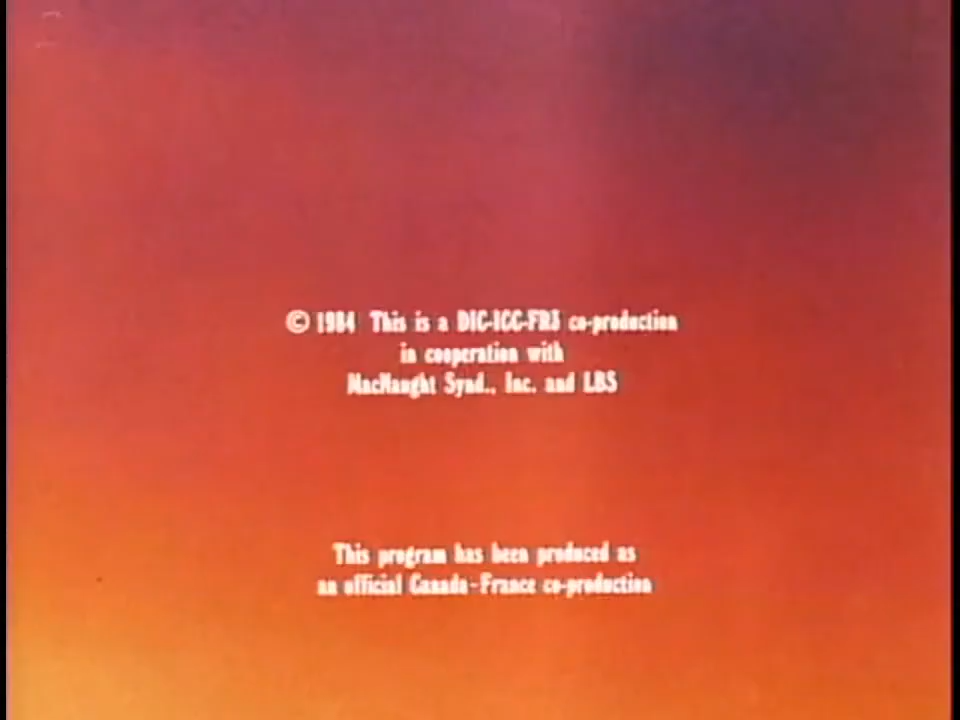 © 1984 This is a DIC-ICC-FR3 co-production
in cooperation with
MacNaught Synd., Inc. and LBS
This program has been produced as
an official Canada-France co-production